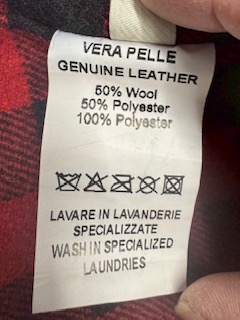 VERA PELLE
GENUINE LEATHER
50% Wool
50% Polyester
100% Polyester
LAVARE IN LAVANDERIE
SPECIALIZZATE
WASH IN SPECIALIZED
LAUNDRIES